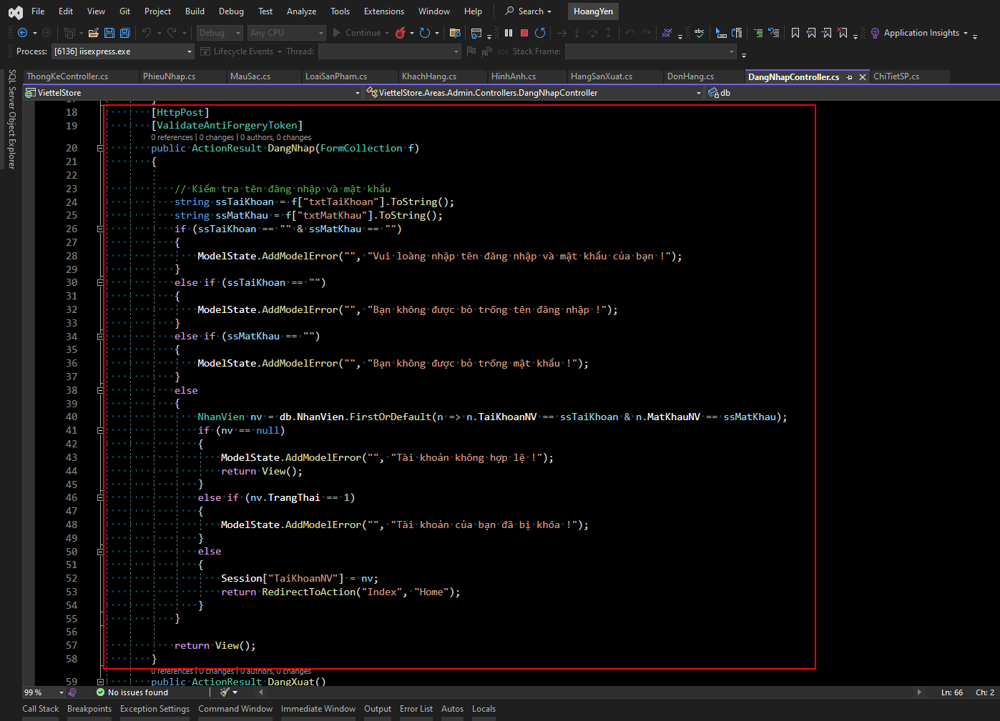 File Edit View Git Project Build Debug Test Analyze Tools Extensions Window Help Search HoangYen
Debug Any CPU Continue abc Application Insights
Process: [6136] iisexpress.exe Lifecycle Events Thread: Stack Frame:
SQL Server Object Explorer
ThongKeController.cs PhieuNhap.cs MauSac.cs LoaiSanPham.cs KhachHang.cs HinhAnh.cs HangSanXuat.cs DonHang.cs DangNhapController.cs ChiTietSP.cs
ViettelStore ViettelStore.Areas.Admin.Controllers.DangNhapController db
17 }
18 [HttpPost]
19 [ValidateAntiForgeryToken]
0 references | 0 changes | 0 authors, 0 changes
20 public ActionResult DangNhap(FormCollection f)
21 {
22
23 // Kiểm tra tên đăng nhập và mật khẩu
24 string ssTaiKhoan = f["txtTaiKhoan"].ToString();
25 string ssMatKhau = f["txtMatKhau"].ToString();
26 if (ssTaiKhoan == "" & ssMatKhau == "")
27 {
28 ModelState.AddModelError("", "Vui loàng nhập tên đăng nhập và mật khẩu của bạn !");
29 }
30 else if (ssTaiKhoan == "")
31 {
32 ModelState.AddModelError("", "Bạn không được bỏ trống tên đăng nhập !");
33 }
34 else if (ssMatKhau == "")
35 {
36 ModelState.AddModelError("", "Bạn không được bỏ trống mật khẩu !");
37 }
38 else
39 {
40 NhanVien nv = db.NhanVien.FirstOrDefault(n => n.TaiKhoanNV == ssTaiKhoan & n.MatKhauNV == ssMatKhau);
41 if (nv == null)
42 {
43 ModelState.AddModelError("", "Tài khoản không hợp lệ !");
44 return View();
45 }
46 else if (nv.TrangThai == 1)
47 {
48 ModelState.AddModelError("", "Tài khoản của bạn đã bị khóa !");
49 }
50 else
51 {
52 Session["TaiKhoanNV"] = nv;
53 return RedirectToAction("Index", "Home");
54 }
55 }
56
57 return View();
58 }
0 references | 0 changes | 0 authors, 0 changes
59 public ActionResult DangXuat()
99 % No issues found Ln: 66 Ch: 2
Call Stack Breakpoints Exception Settings Command Window Immediate Window Output Error List Autos Locals